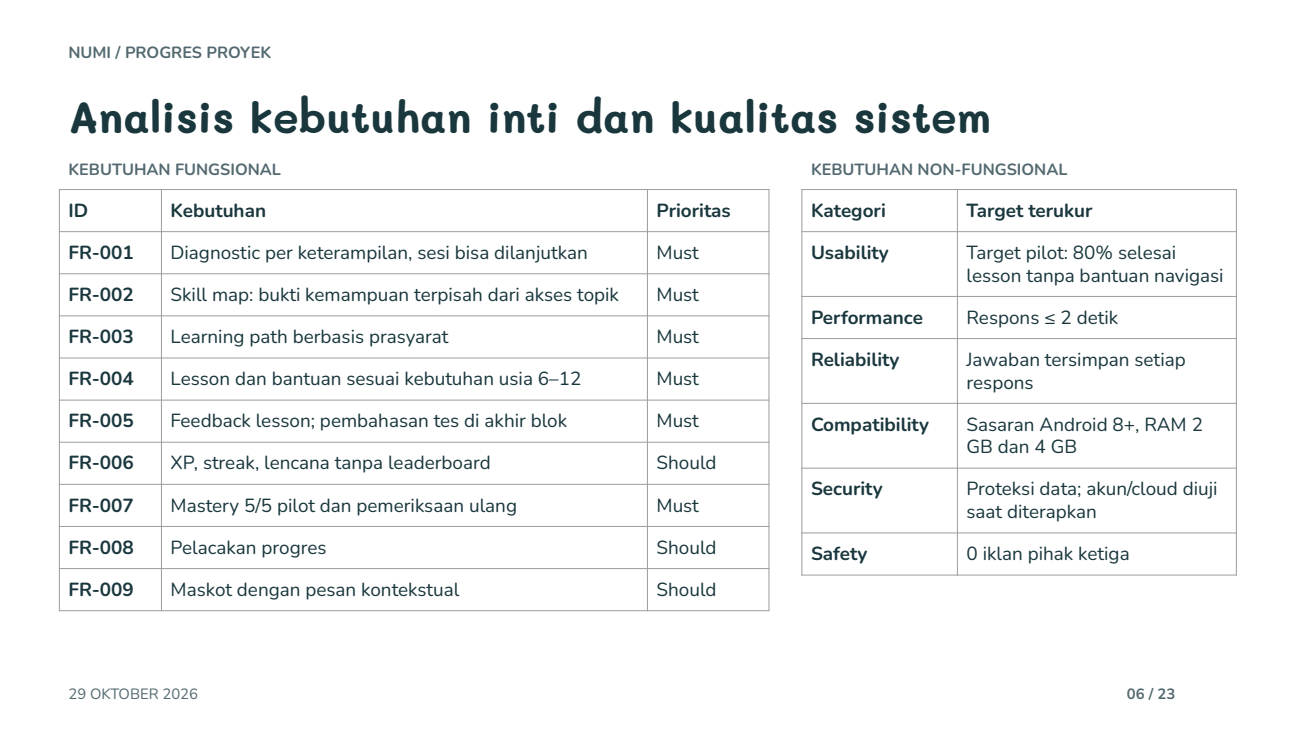 NUMI / PROGRES PROYEK
Analisis kebutuhan inti dan kualitas sistem
KEBUTUHAN FUNGSIONAL
ID Kebutuhan Prioritas
FR-001 Diagnostic per keterampilan, sesi bisa dilanjutkan Must
FR-002 Skill map: bukti kemampuan terpisah dari akses topik Must
FR-003 Learning path berbasis prasyarat Must
FR-004 Lesson dan bantuan sesuai kebutuhan usia 6–12 Must
FR-005 Feedback lesson; pembahasan tes di akhir blok Must
FR-006 XP, streak, lencana tanpa leaderboard Should
FR-007 Mastery 5/5 pilot dan pemeriksaan ulang Must
FR-008 Pelacakan progres Should
FR-009 Maskot dengan pesan kontekstual Should
KEBUTUHAN NON-FUNGSIONAL
Kategori Target terukur
Usability Target pilot: 80% selesai
lesson tanpa bantuan navigasi
Performance Respons ≤ 2 detik
Reliability Jawaban tersimpan setiap
respons
Compatibility Sasaran Android 8+, RAM 2
GB dan 4 GB
Security Proteksi data; akun/cloud diuji
saat diterapkan
Safety 0 iklan pihak ketiga
29 OKTOBER 2026
06 / 23